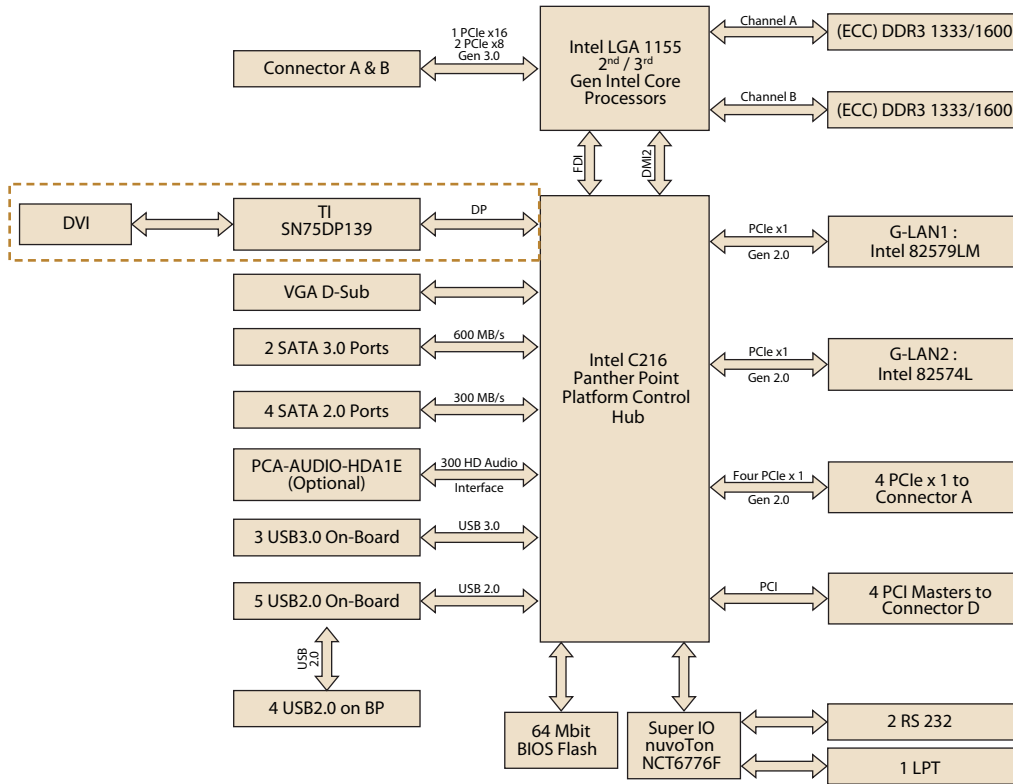 1 PCIe x16
2 PCIe x8
Gen 3.0
Connector A & B
Intel LGA 1155
2nd / 3rd
Gen Intel Core
Processors
Channel A
(ECC) DDR3 1333/1600
Channel B
(ECC) DDR3 1333/1600
FDI
DMI2
DVI
TI
SN75DP139
DP
VGA D-Sub
2 SATA 3.0 Ports
600 MB/s
4 SATA 2.0 Ports
300 MB/s
PCA-AUDIO-HDA1E
(Optional)
300 HD Audio
Interface
3 USB3.0 On-Board
USB 3.0
5 USB2.0 On-Board
USB 2.0
USB
2.0
4 USB2.0 on BP
Intel C216
Panther Point
Platform Control
Hub
PCIe x1
Gen 2.0
G-LAN1 :
Intel 82579LM
PCIe x1
Gen 2.0
G-LAN2 :
Intel 82574L
Four PCIe x 1
Gen 2.0
4 PCIe x 1 to
Connector A
PCI
4 PCI Masters to
Connector D
64 Mbit
BIOS Flash
Super IO
nuvoTon
NCT6776F
2 RS 232
1 LPT